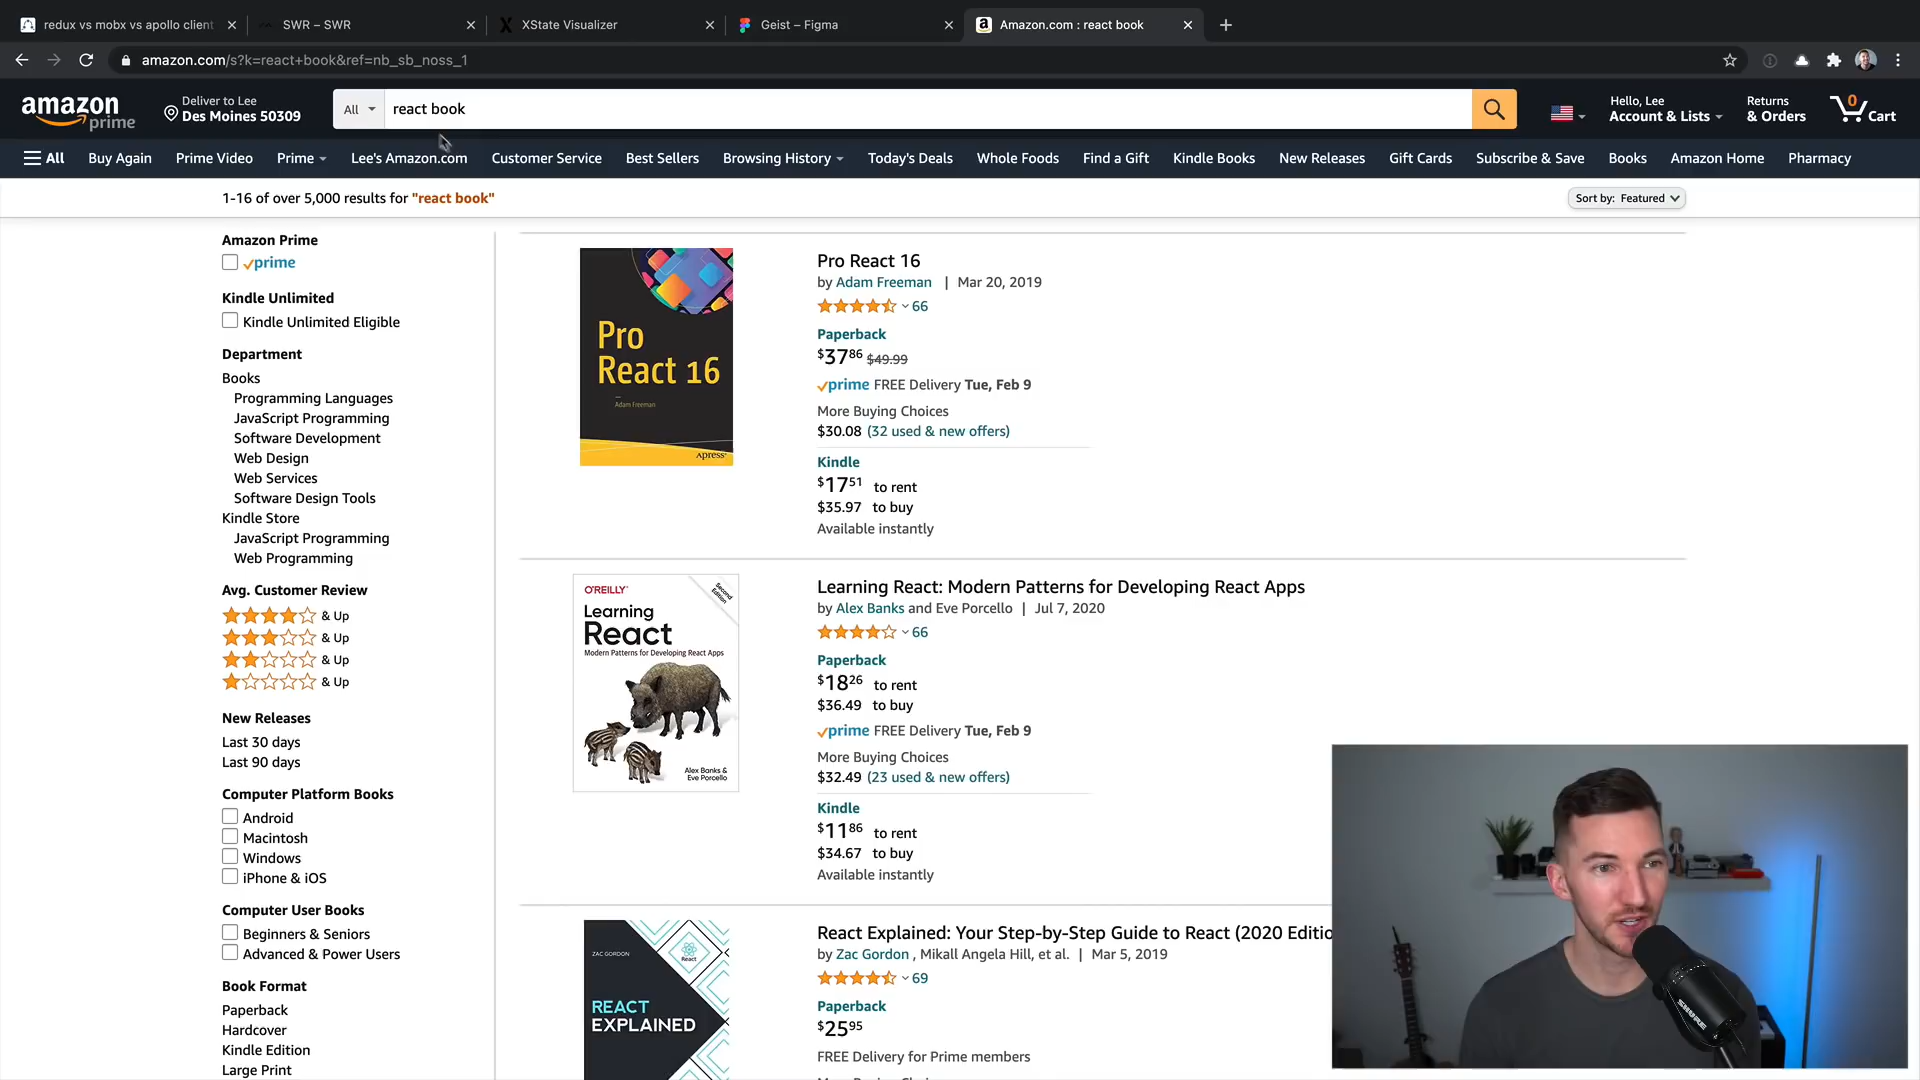 redux vs mobx vs apollo client
SWR – SWR
XState Visualizer
Geist – Figma
Amazon.com : react book
amazon.com/s?k=react+book&ref=nb_sb_noss_1
amazon
prime
Deliver to Lee
Des Moines 50309
All
react book
Hello, Lee
Account & Lists
Returns
& Orders
0
Cart
All
Buy Again
Prime Video
Prime
Lee's Amazon.com
Customer Service
Best Sellers
Browsing History
Today's Deals
Whole Foods
Find a Gift
Kindle Books
New Releases
Gift Cards
Subscribe & Save
Books
Amazon Home
Pharmacy
1-16 of over 5,000 results for "react book"
Sort by: Featured
Amazon Prime
prime
Kindle Unlimited
Kindle Unlimited Eligible
Department
Books
Programming Languages
JavaScript Programming
Software Development
Web Design
Web Services
Software Design Tools
Kindle Store
JavaScript Programming
Web Programming
Avg. Customer Review
& Up
& Up
& Up
& Up
New Releases
Last 30 days
Last 90 days
Computer Platform Books
Android
Macintosh
Windows
iPhone & iOS
Computer User Books
Beginners & Seniors
Advanced & Power Users
Book Format
Paperback
Hardcover
Kindle Edition
Large Print
Pro
React 16
Adam Freeman
Apress®
Pro React 16
by Adam Freeman | Mar 20, 2019
66
Paperback
$37.86 $49.99
prime FREE Delivery Tue, Feb 9
More Buying Choices
$30.08 (32 used & new offers)
Kindle
$17.51 to rent
$35.97 to buy
Available instantly
O'REILLY®
Second
Edition
Learning
React
Modern Patterns for Developing React Apps
Alex Banks &
Eve Porcello
Learning React: Modern Patterns for Developing React Apps
by Alex Banks and Eve Porcello | Jul 7, 2020
66
Paperback
$18.26 to rent
$36.49 to buy
prime FREE Delivery Tue, Feb 9
More Buying Choices
$32.49 (23 used & new offers)
Kindle
$11.86 to rent
$34.67 to buy
Available instantly
ZAC GORDON
React
REACT
EXPLAINED
React Explained: Your Step-by-Step Guide to React (2020 Editio
by Zac Gordon , Mikall Angela Hill, et al. | Mar 5, 2019
69
Paperback
$25.95
FREE Delivery for Prime members
SHURE